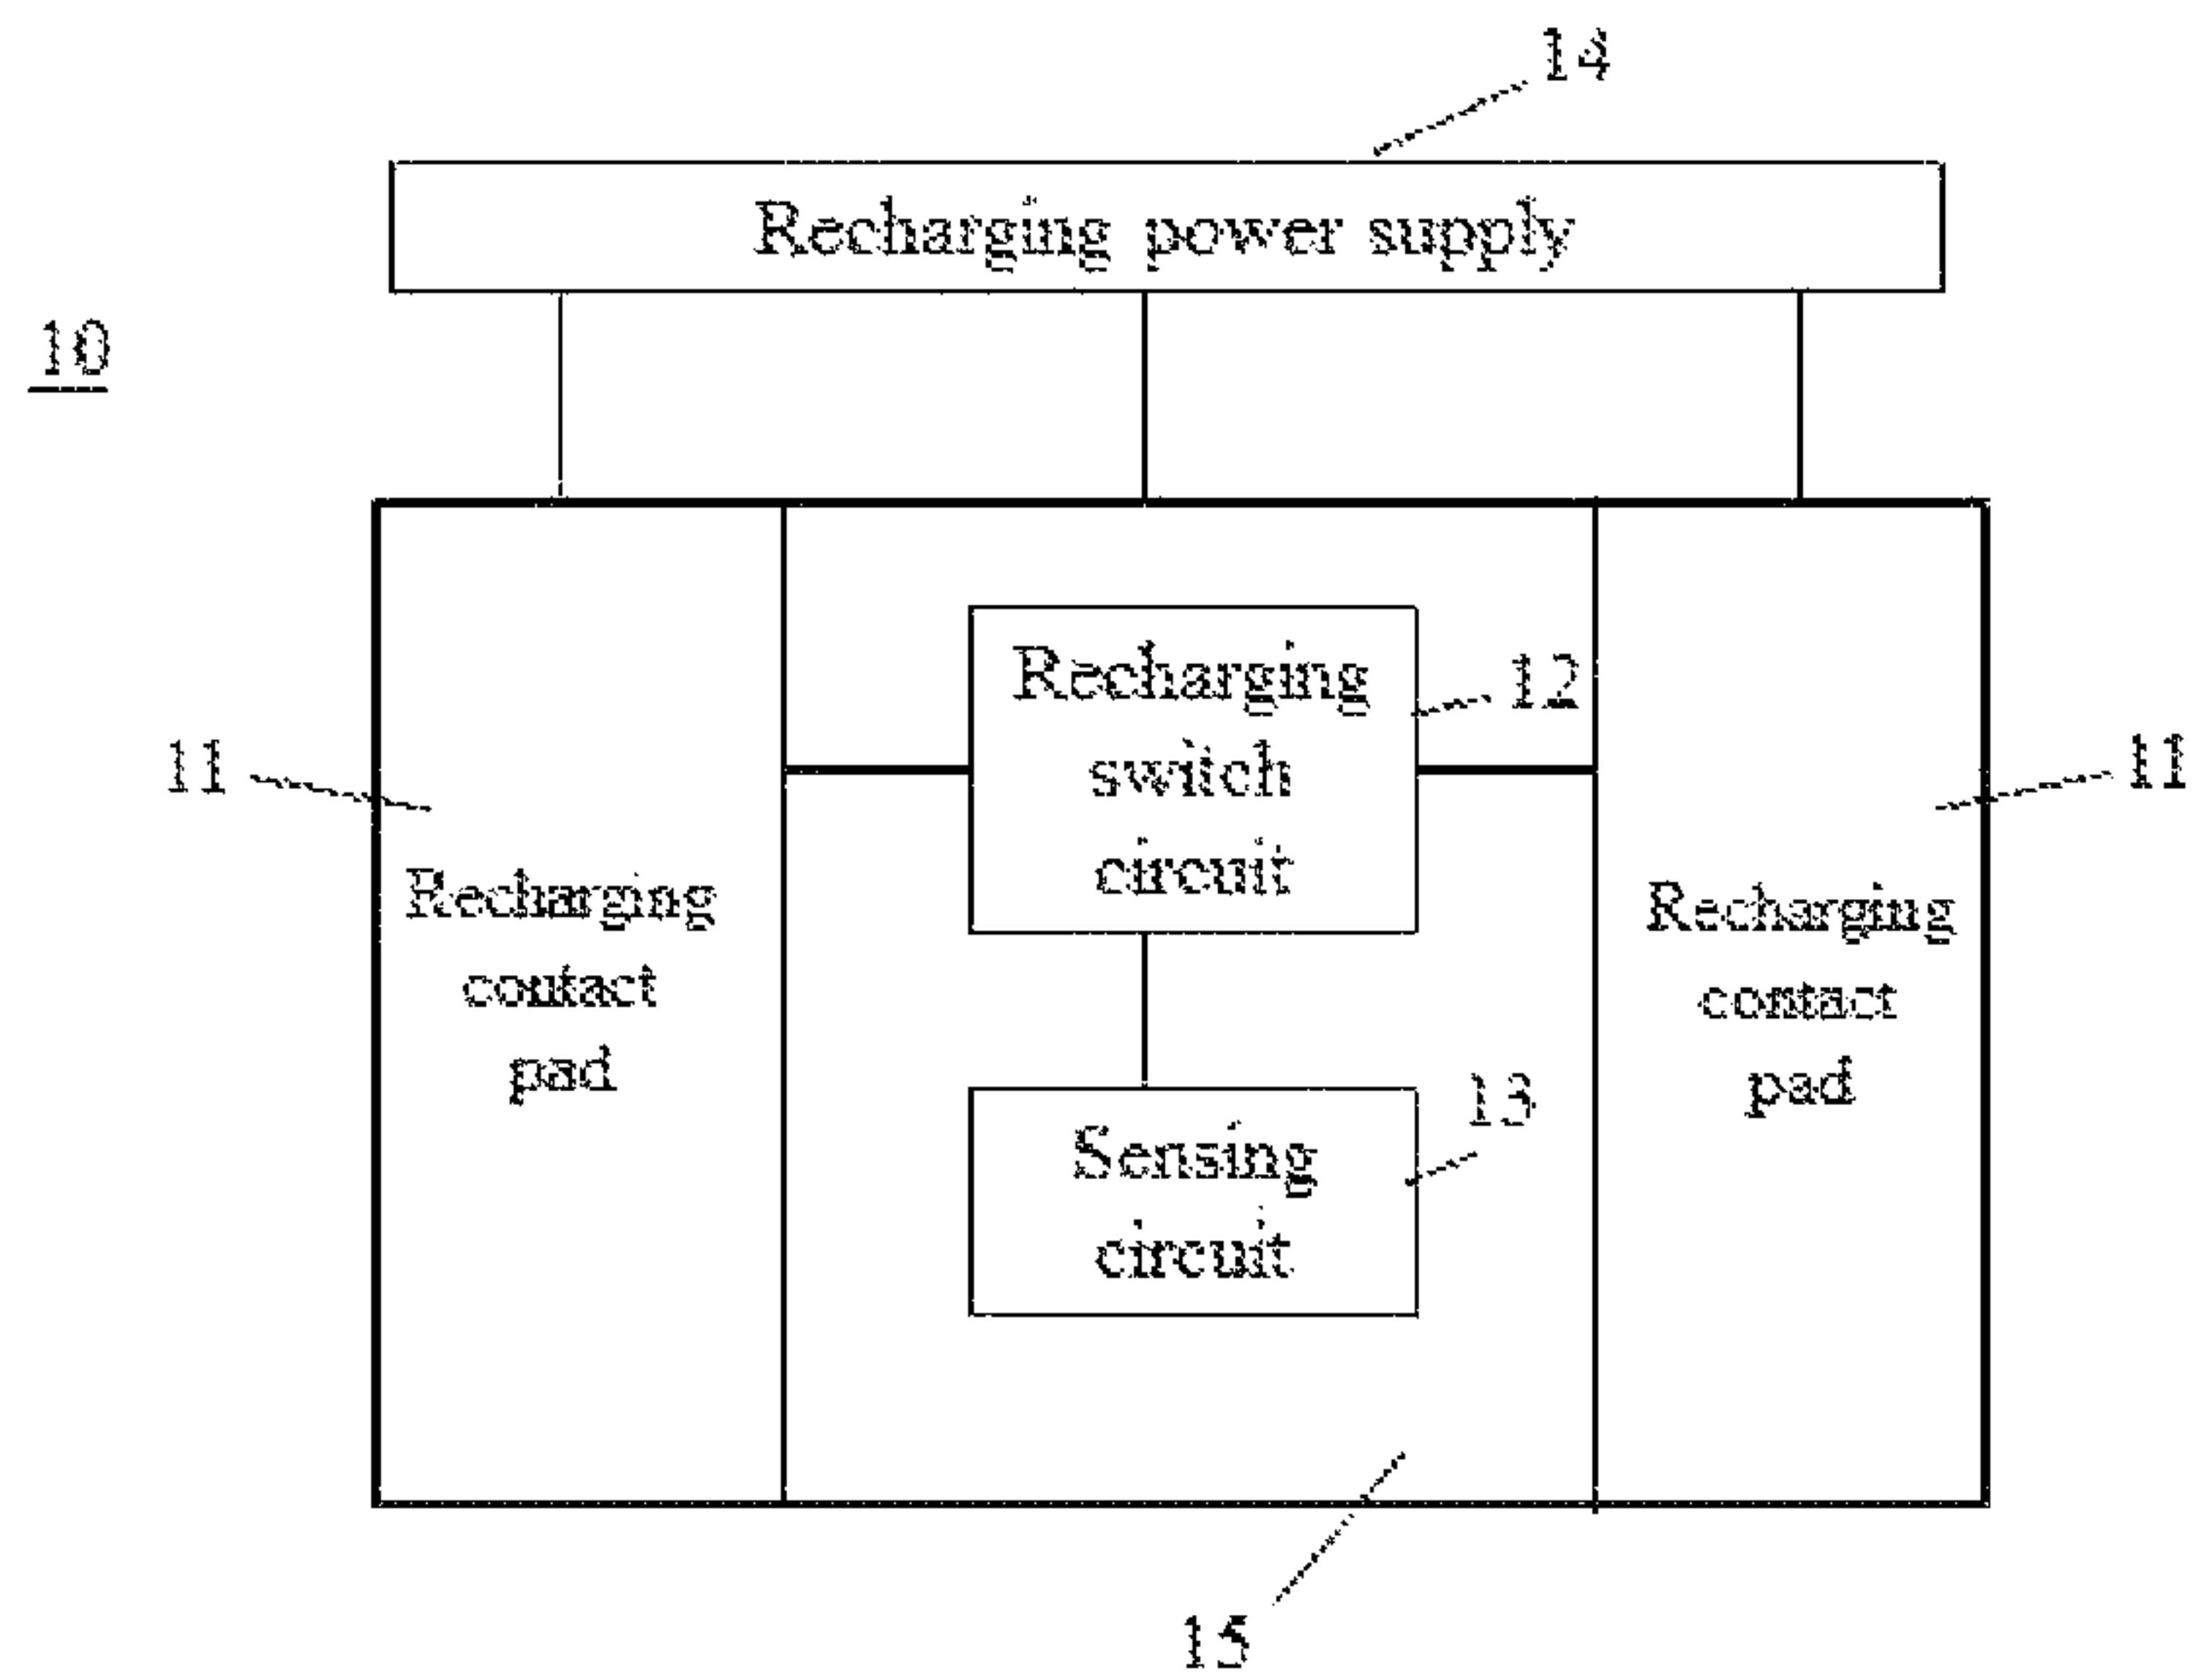 14
Recharging power supply
10
Recharging
switch
circuit
12
11
11
Recharging
contact
pad
Recharging
contact
pad
13
Sensing
circuit
15